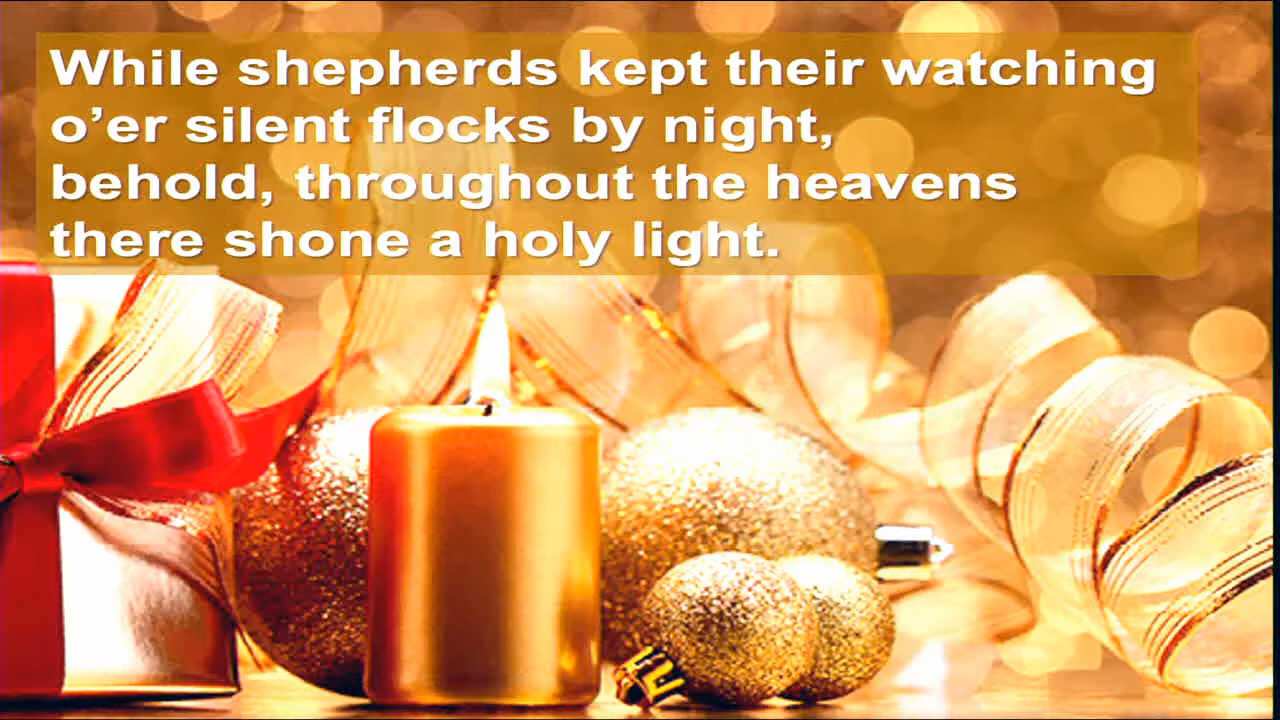 While shepherds kept their watching
o’er silent flocks by night,
behold, throughout the heavens
there shone a holy light.